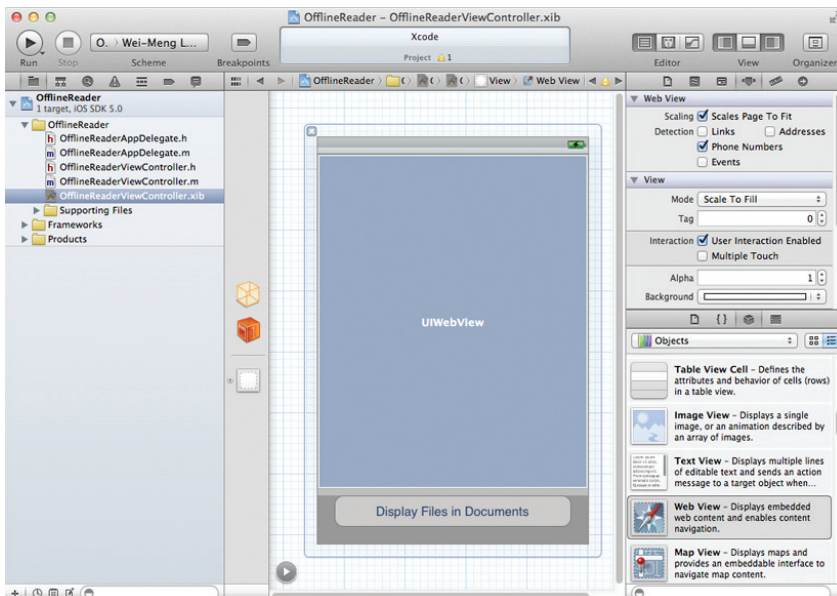 OfflineReader – OfflineReaderViewController.xib
O... Wei-Meng L...
Run
Stop
Scheme
Breakpoints
Xcode
Project 1
Editor
View
Organizer
OfflineReader
View
Web View
OfflineReader
1 target, iOS SDK 5.0
OfflineReader
h OfflineReaderAppDelegate.h
m OfflineReaderAppDelegate.m
h OfflineReaderViewController.h
m OfflineReaderViewController.m
OfflineReaderViewController.xib
Supporting Files
Frameworks
Products
UIWebView
Display Files in Documents
Web View
Scaling Scales Page To Fit
Detection Links Addresses
Phone Numbers
Events
View
Mode Scale To Fill
Tag 0
Interaction User Interaction Enabled
Multiple Touch
Alpha 1
Background
{}
Objects
Table View Cell – Defines the
attributes and behavior of cells (rows)
in a table view.
Image View – Displays a single
image, or an animation described by
an array of images.
Text View – Displays multiple lines
of editable text and sends an action
message to a target object when...
Web View – Displays embedded
web content and enables content
navigation.
Map View – Displays maps and
provides an embeddable interface to
navigate map content.